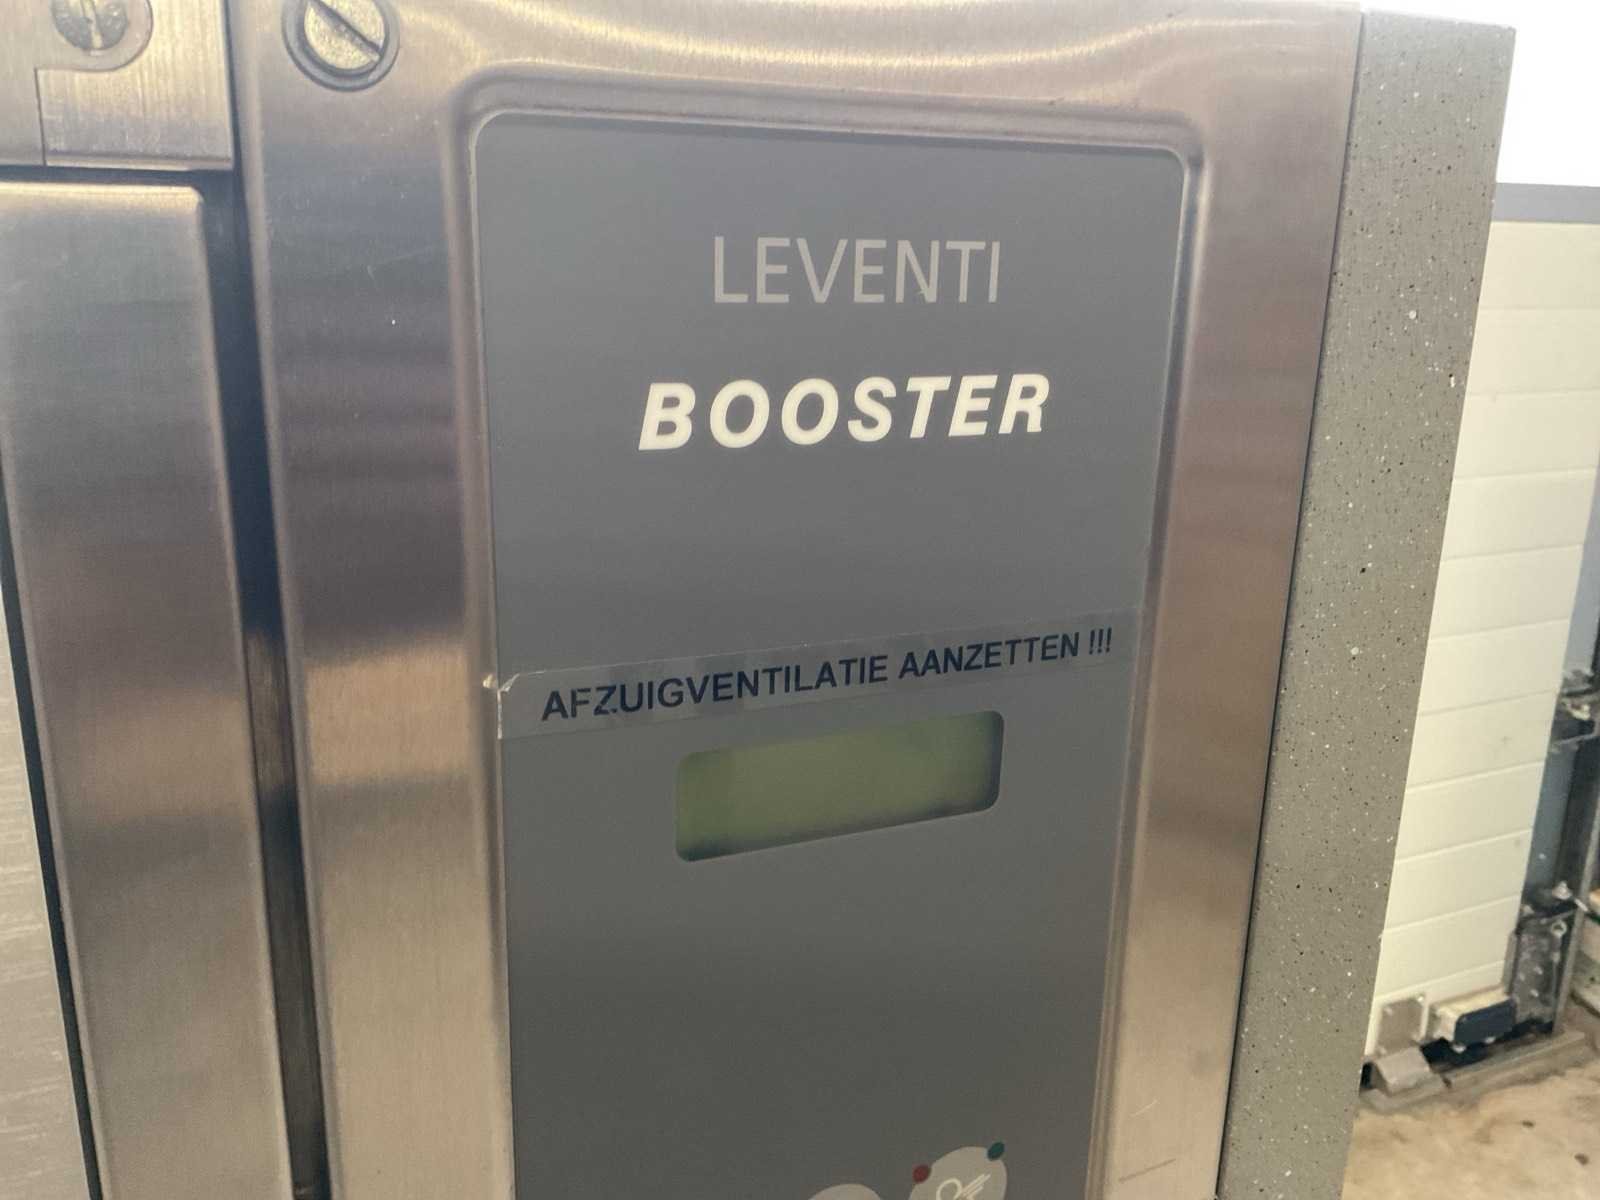 LEVENTI
BOOSTER
AFZUIGVENTILATIE AANZETTEN !!!